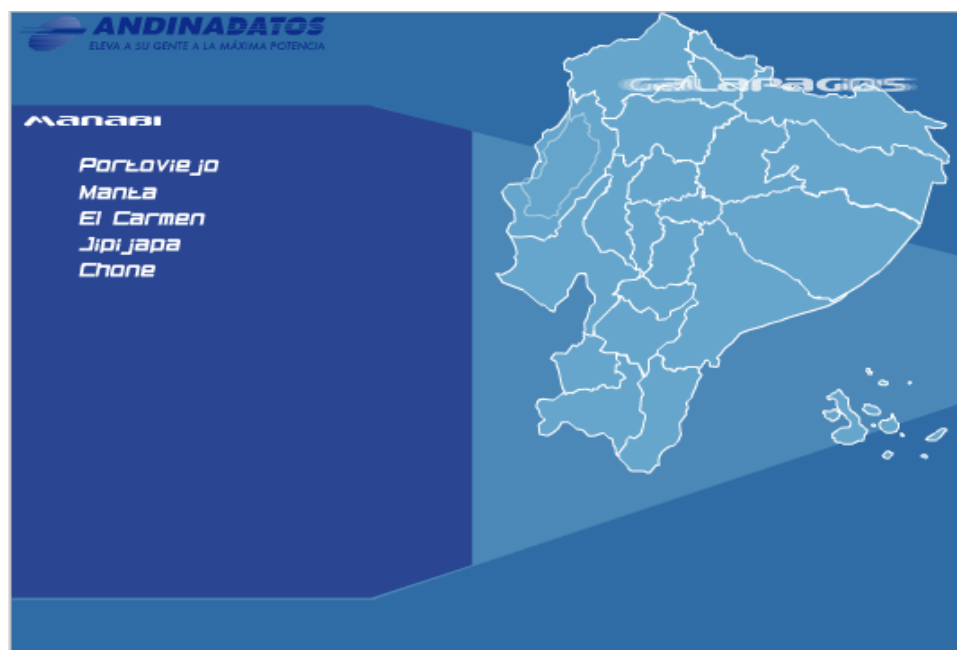 ANDINADATOS
ELEVA A SU GENTE A LA MÁXIMA POTENCIA
GALAPAGOS
MANABI
Portoviejo
Manta
El Carmen
Jipijapa
Chone